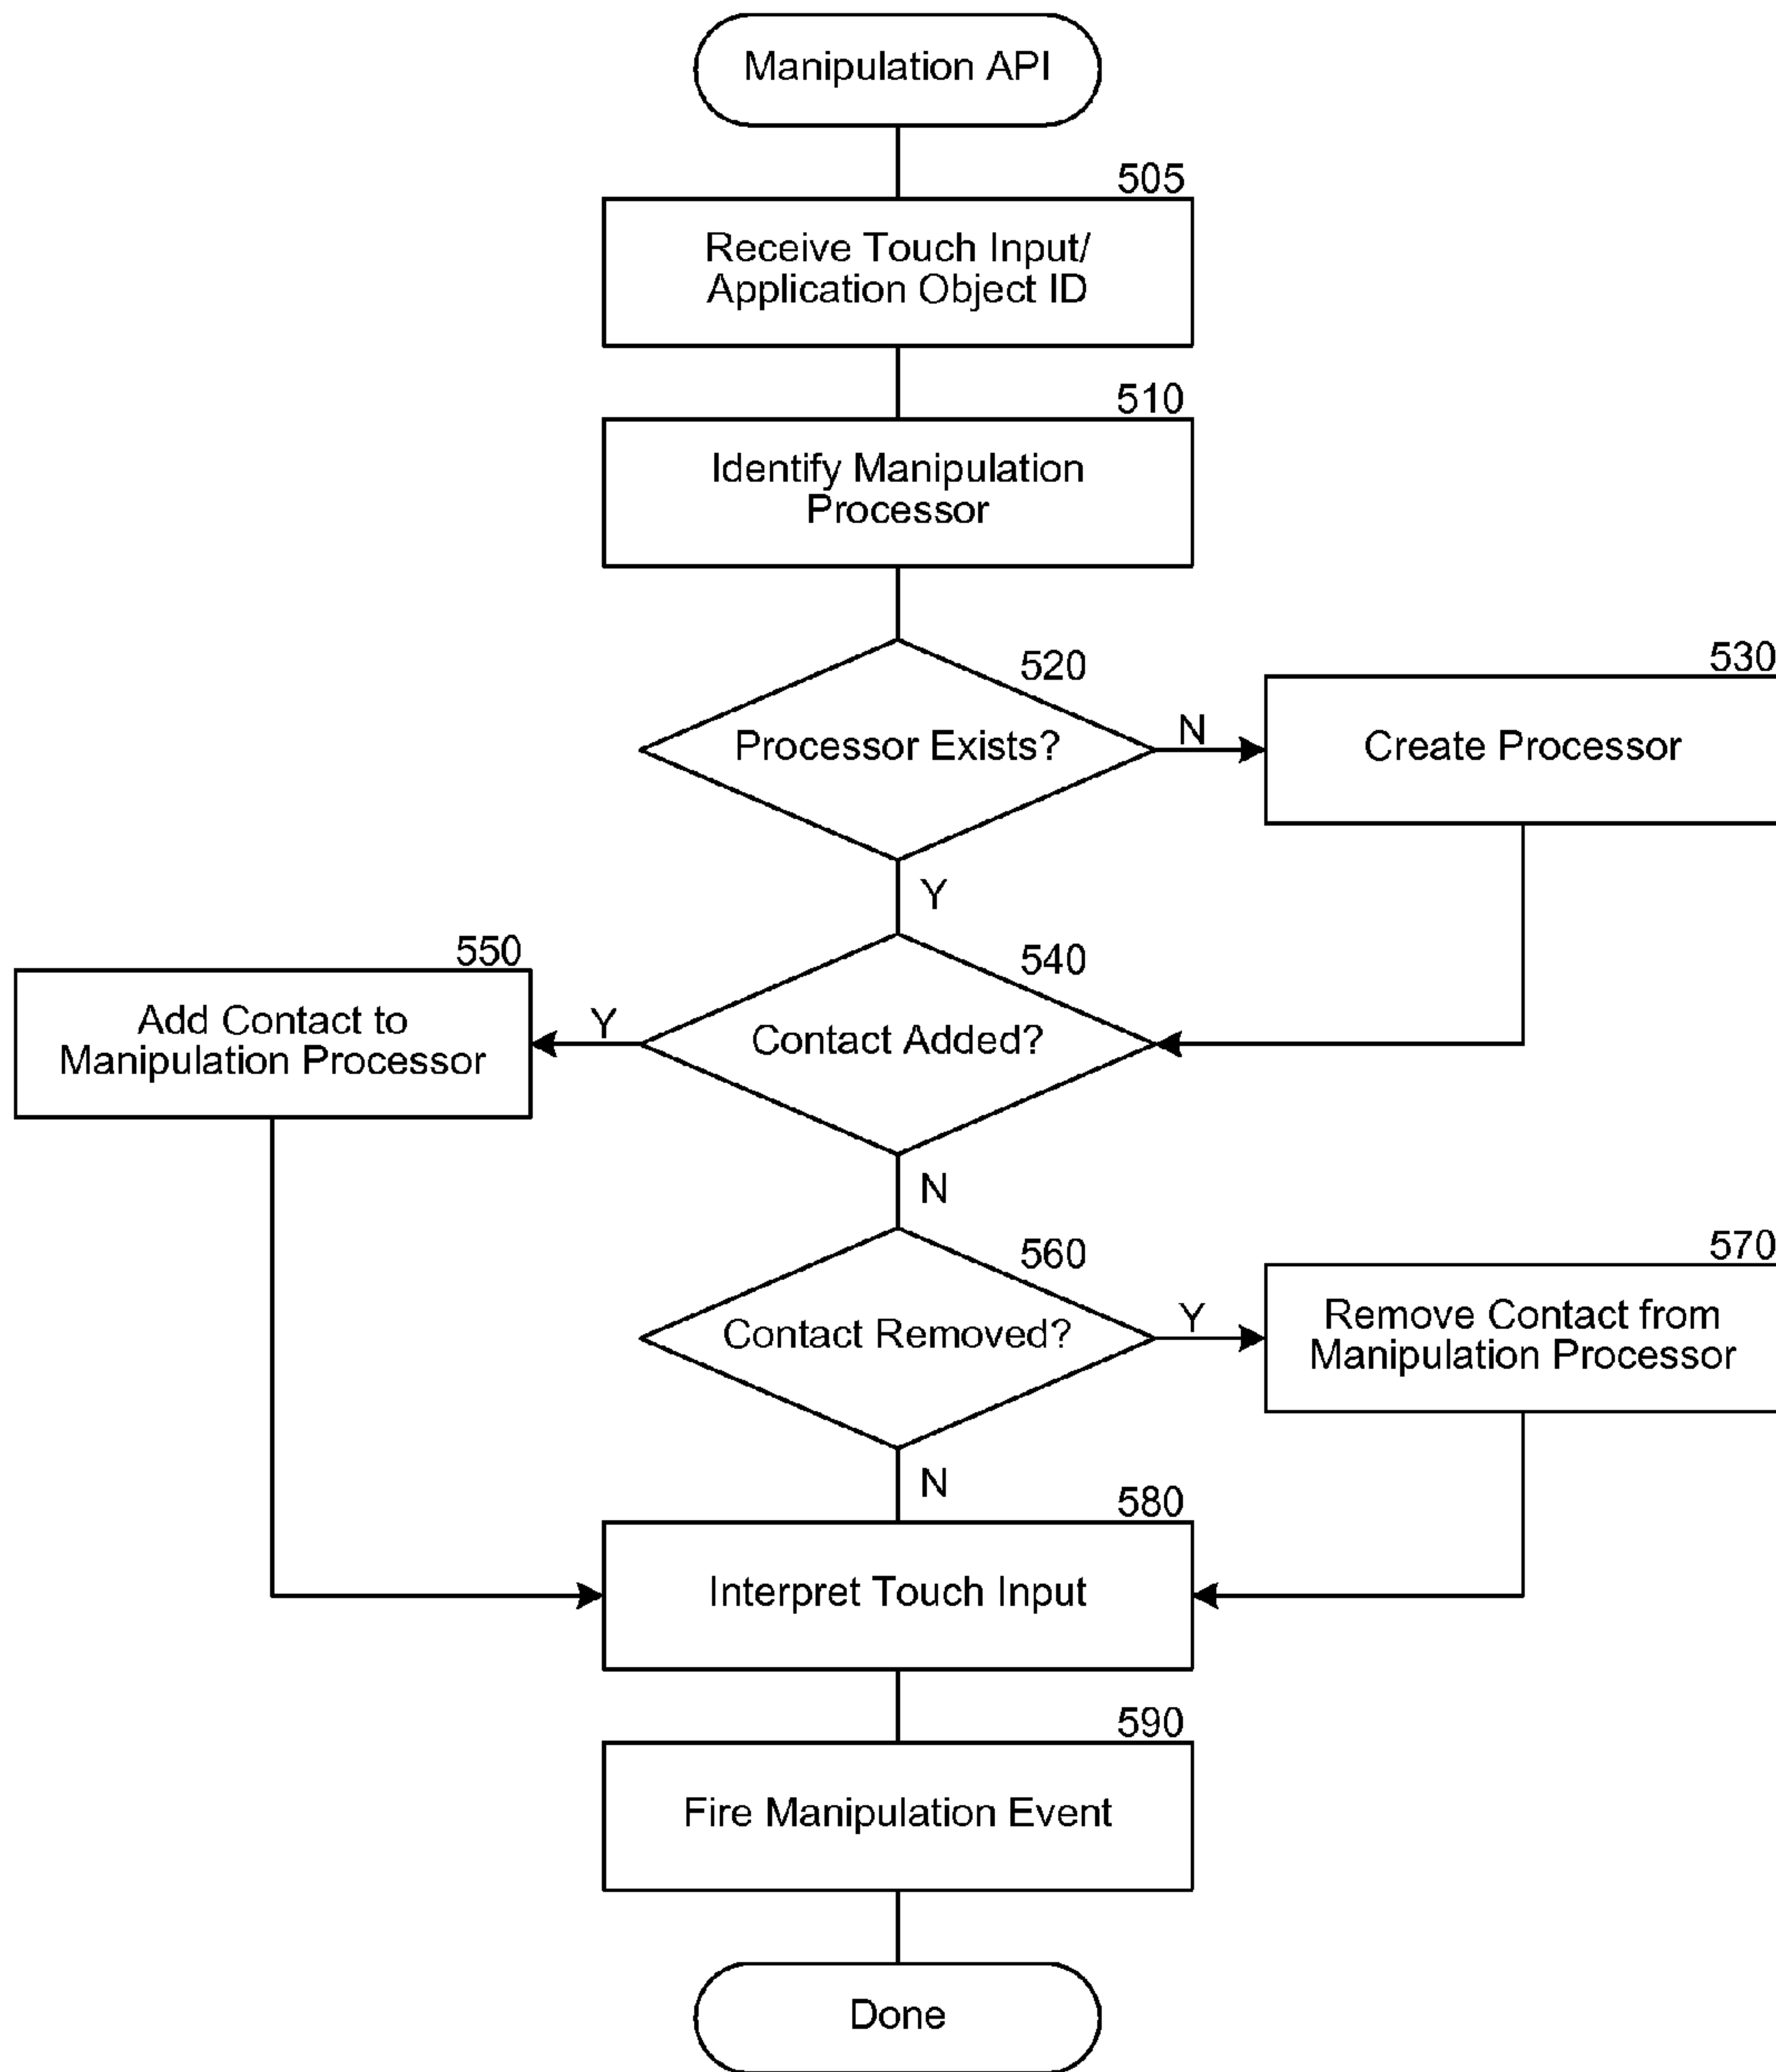 Manipulation API
505
Receive Touch Input/
Application Object ID
510
Identify Manipulation
Processor
520
Processor Exists?
N
530
Create Processor
Y
540
Contact Added?
Y
550
Add Contact to
Manipulation Processor
N
560
Contact Removed?
Y
570
Remove Contact from
Manipulation Processor
N
580
Interpret Touch Input
590
Fire Manipulation Event
Done